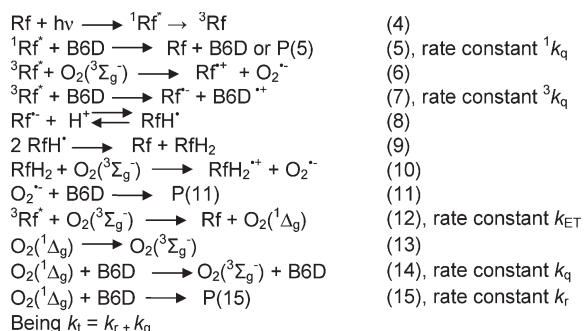 Rf + hν ⟶ ¹Rf* → ³Rf (4)
¹Rf* + B6D ⟶ Rf + B6D or P(5) (5), rate constant ¹kq
³Rf* + O₂(³Σg⁻) ⟶ Rf•⁺ + O₂•⁻ (6)
³Rf* + B6D ⟶ Rf•⁻ + B6D •⁺ (7), rate constant ³kq
Rf•⁻ + H⁺ ⇄ RfH• (8)
2 RfH• ⟶ Rf + RfH₂ (9)
RfH₂ + O₂(³Σg⁻) ⟶ RfH₂•⁺ + O₂•⁻ (10)
O₂•⁻ + B6D ⟶ P(11) (11)
³Rf* + O₂(³Σg⁻) ⟶ Rf + O₂(¹Δg) (12), rate constant kET
O₂(¹Δg) ⟶ O₂(³Σg⁻) (13)
O₂(¹Δg) + B6D ⟶ O₂(³Σg⁻) + B6D (14), rate constant kq
O₂(¹Δg) + B6D ⟶ P(15) (15), rate constant kr
Being kt = kr + kq